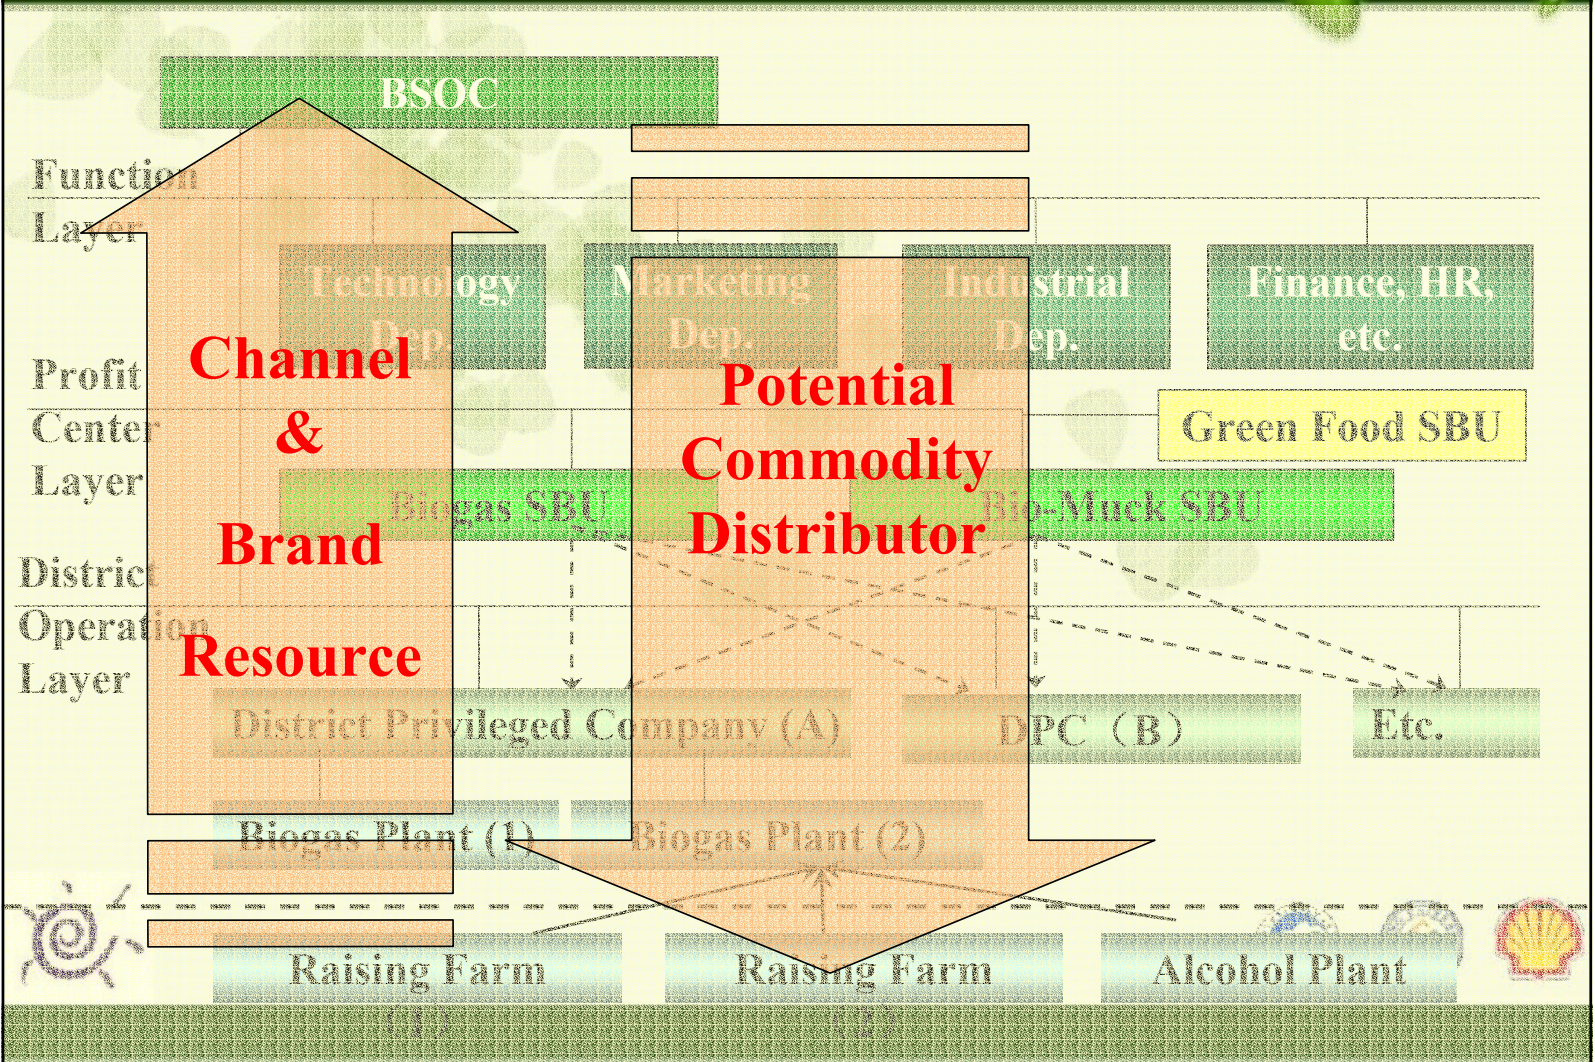 BSOC
Function
Layer
Technology
Dep.
Marketing
Dep.
Industrial
Dep.
Finance, HR,
etc.
Profit
Center
Layer
Green Food SBU
Biogas SBU
Bio-Muck SBU
District
Operation
Layer
District Privileged Company (A)
DPC（B）
Etc.
Biogas Plant (1)
Biogas Plant (2)
Raising Farm
(1)
Raising Farm
(2)
Alcohol Plant
Channel
&
Brand
Resource
Potential
Commodity
Distributor